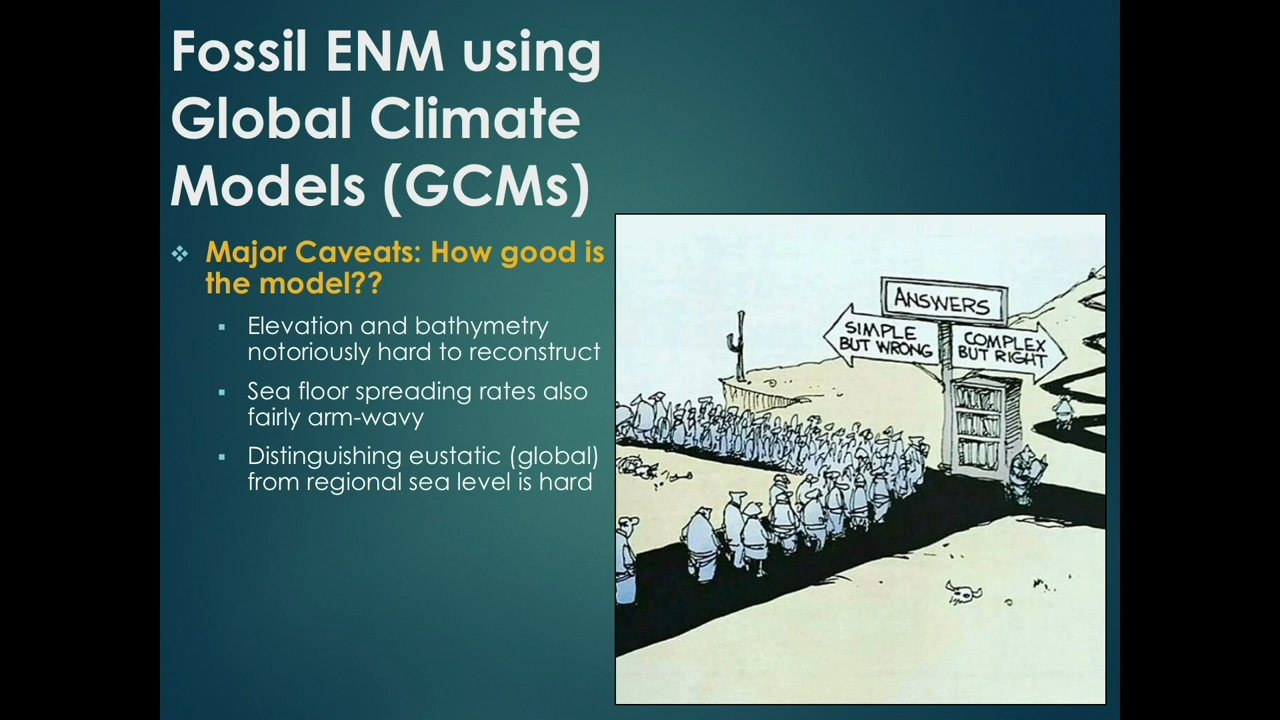 Fossil ENM using
Global Climate
Models (GCMs)
Major Caveats: How good is
the model??
Elevation and bathymetry
notoriously hard to reconstruct
Sea floor spreading rates also
fairly arm-wavy
Distinguishing eustatic (global)
from regional sea level is hard
ANSWERS
SIMPLE
BUT WRONG
COMPLEX
BUT RIGHT